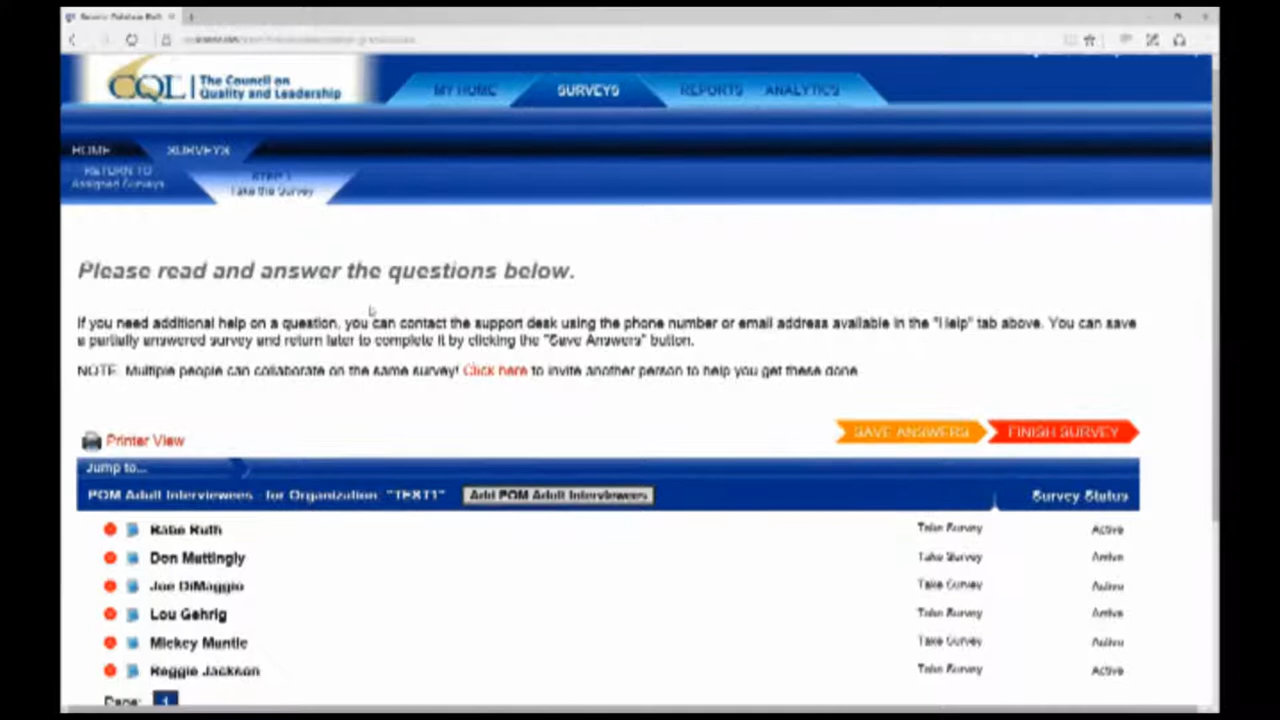 CQL | The Council on
Quality and Leadership
MY HOME SURVEYS REPORTS ANALYTICS
HOME SURVEYS
RETURN TO
Assigned Surveys
STEP 1
Take the Survey
Please read and answer the questions below.
If you need additional help on a question, you can contact the support desk using the phone number or email address available in the "Help" tab above. You can save
a partially answered survey and return later to complete it by clicking the "Save Answers" button.
NOTE: Multiple people can collaborate on the same survey! Click here to invite another person to help you get these done
Printer View
SAVE ANSWERS FINISH SURVEY
Jump to...
POM Adult Interviewees for Organization "TEXT1" Add POM Adult Interviewees Survey Status
Babe Ruth Take Survey Active
Don Mattingly Take Survey Active
Joe DiMaggio Take Survey Active
Lou Gehrig Take Survey Active
Mickey Mantle Take Survey Active
Reggie Jackson Take Survey Active
Page: 1